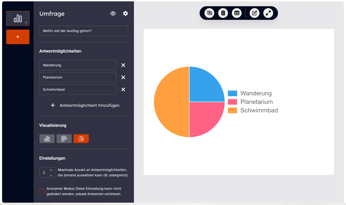 Umfrage
Wohin soll der Ausflug gehen?
Antwortmöglichkeiten
Wanderung
Planetarium
Schwimmbad
+ Antwortmöglichkeit hinzufügen
Visualisierung
Einstellungen
Maximale Anzahl an Antwortmöglichkeiten,
die jemand auswählen kann (0: unbegrenzt)
Anonymer Modus: Diese Einstellung kann nicht
geändert werden, sobald Antworten existieren.
Wanderung
Planetarium
Schwimmbad